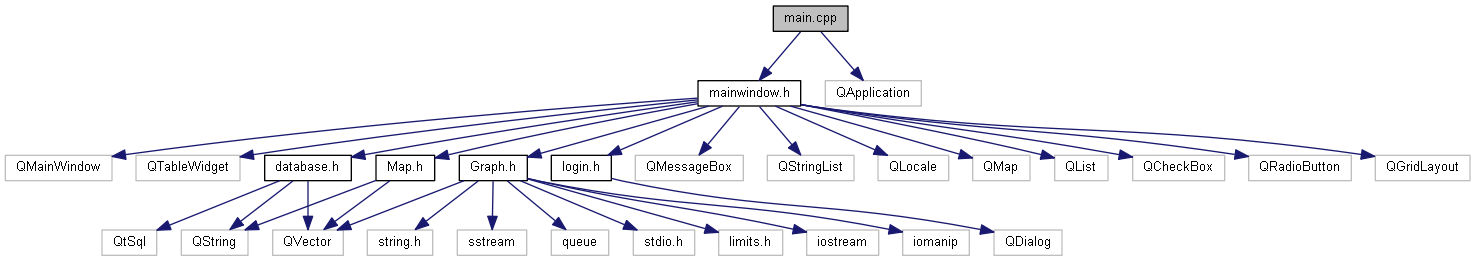 main.cpp
mainwindow.h
QApplication
QMainWindow
QTableWidget
database.h
Map.h
Graph.h
login.h
QMessageBox
QStringList
QLocale
QMap
QList
QCheckBox
QRadioButton
QGridLayout
QtSql
QString
QVector
string.h
sstream
queue
stdio.h
limits.h
iostream
iomanip
QDialog